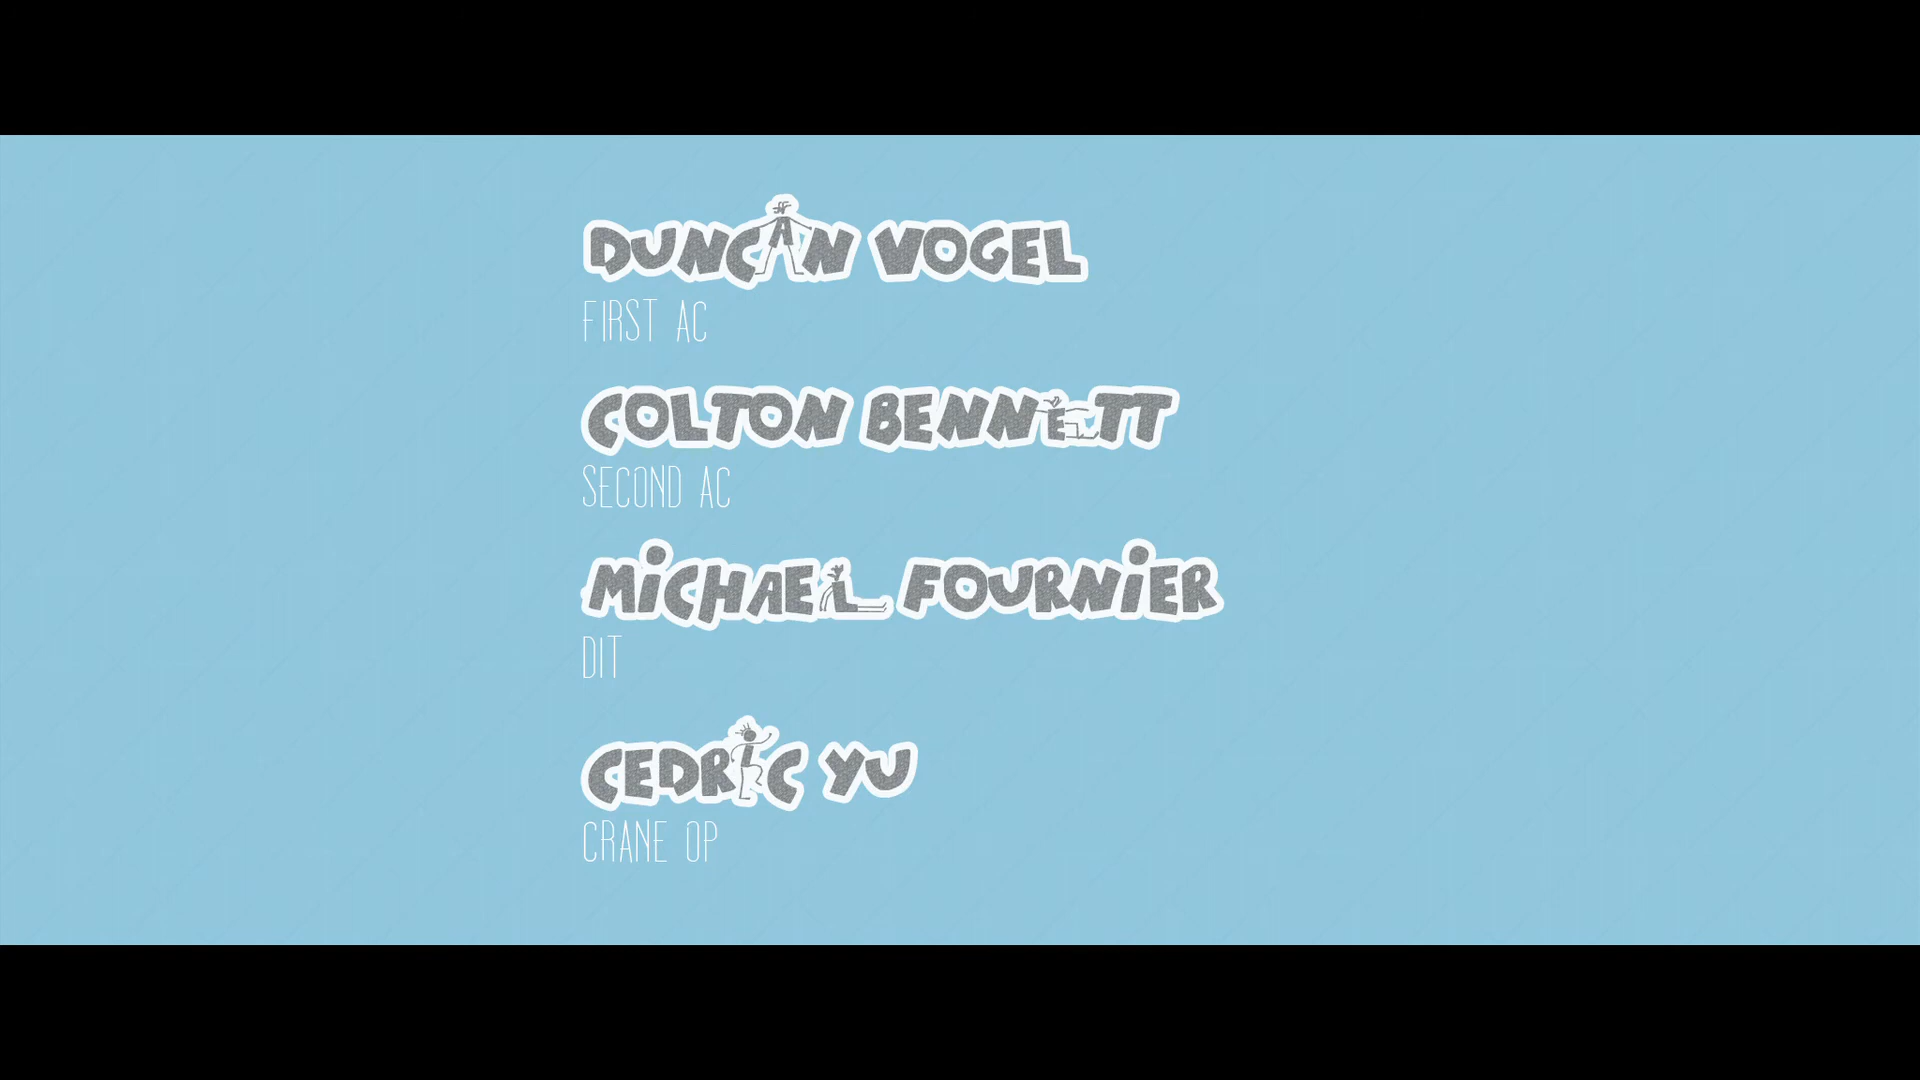 DUNCAN VOGEL
FIRST AC
COLTON BENNETT
SECOND AC
MiCHAEL FOURNiER
DIT
CEDRiC YU
CRANE OP